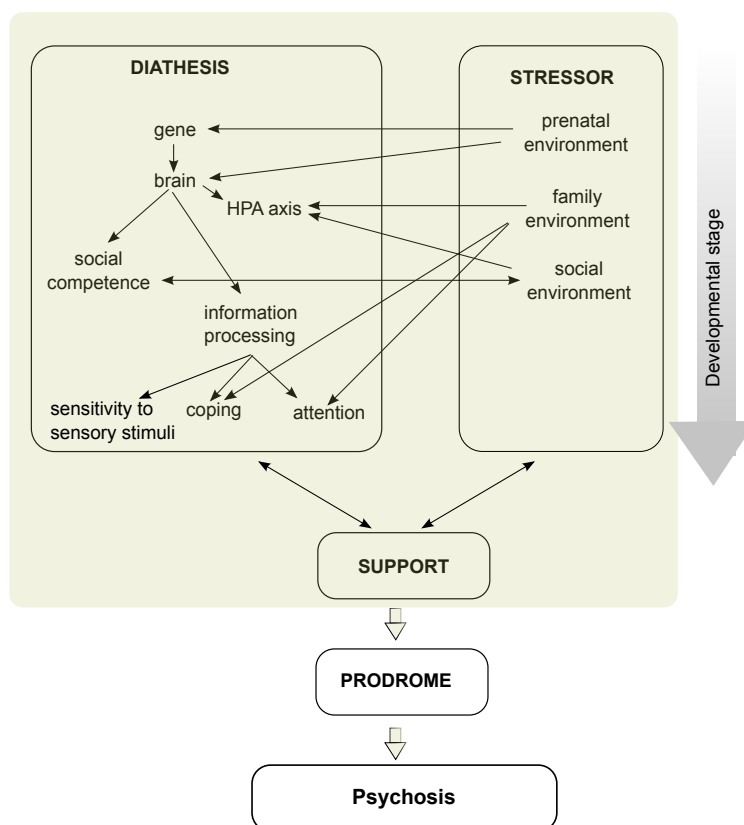 DIATHESIS
gene
brain
HPA axis
social
competence
information
processing
sensitivity to
sensory stimuli
coping
attention
STRESSOR
prenatal
environment
family
environment
social
environment
Developmental stage
SUPPORT
PRODROME
Psychosis